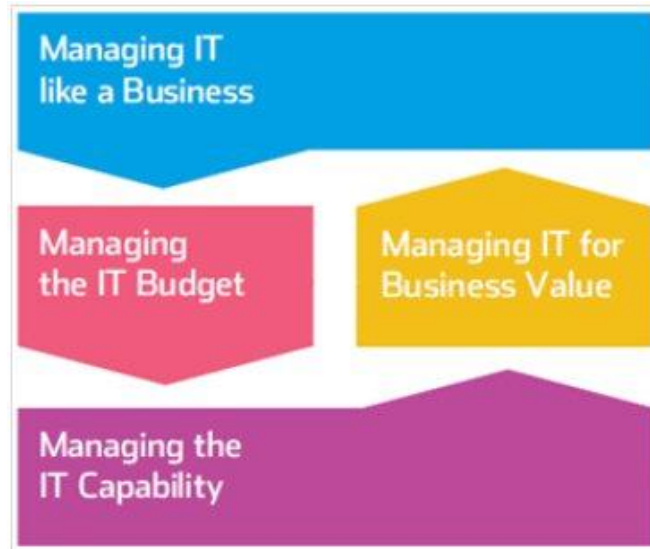 Managing IT
like a Business
Managing
the IT Budget
Managing IT for
Business Value
Managing the
IT Capability